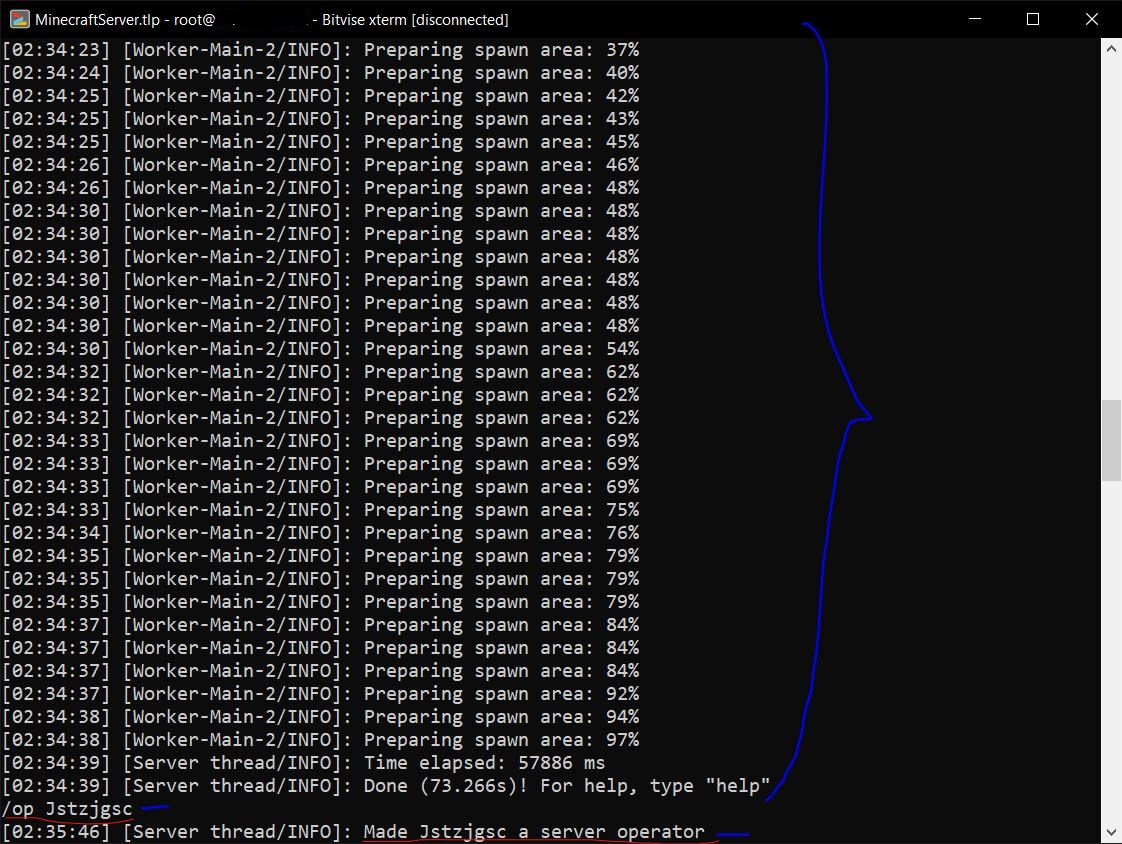 MinecraftServer.tlp - root@ - Bitvise xterm [disconnected]
[02:34:23] [Worker-Main-2/INFO]: Preparing spawn area: 37%
[02:34:24] [Worker-Main-2/INFO]: Preparing spawn area: 40%
[02:34:25] [Worker-Main-2/INFO]: Preparing spawn area: 42%
[02:34:25] [Worker-Main-2/INFO]: Preparing spawn area: 43%
[02:34:25] [Worker-Main-2/INFO]: Preparing spawn area: 45%
[02:34:26] [Worker-Main-2/INFO]: Preparing spawn area: 46%
[02:34:26] [Worker-Main-2/INFO]: Preparing spawn area: 48%
[02:34:30] [Worker-Main-2/INFO]: Preparing spawn area: 48%
[02:34:30] [Worker-Main-2/INFO]: Preparing spawn area: 48%
[02:34:30] [Worker-Main-2/INFO]: Preparing spawn area: 48%
[02:34:30] [Worker-Main-2/INFO]: Preparing spawn area: 48%
[02:34:30] [Worker-Main-2/INFO]: Preparing spawn area: 48%
[02:34:30] [Worker-Main-2/INFO]: Preparing spawn area: 48%
[02:34:30] [Worker-Main-2/INFO]: Preparing spawn area: 54%
[02:34:32] [Worker-Main-2/INFO]: Preparing spawn area: 62%
[02:34:32] [Worker-Main-2/INFO]: Preparing spawn area: 62%
[02:34:32] [Worker-Main-2/INFO]: Preparing spawn area: 62%
[02:34:33] [Worker-Main-2/INFO]: Preparing spawn area: 69%
[02:34:33] [Worker-Main-2/INFO]: Preparing spawn area: 69%
[02:34:33] [Worker-Main-2/INFO]: Preparing spawn area: 69%
[02:34:33] [Worker-Main-2/INFO]: Preparing spawn area: 75%
[02:34:34] [Worker-Main-2/INFO]: Preparing spawn area: 76%
[02:34:35] [Worker-Main-2/INFO]: Preparing spawn area: 79%
[02:34:35] [Worker-Main-2/INFO]: Preparing spawn area: 79%
[02:34:35] [Worker-Main-2/INFO]: Preparing spawn area: 79%
[02:34:37] [Worker-Main-2/INFO]: Preparing spawn area: 84%
[02:34:37] [Worker-Main-2/INFO]: Preparing spawn area: 84%
[02:34:37] [Worker-Main-2/INFO]: Preparing spawn area: 84%
[02:34:37] [Worker-Main-2/INFO]: Preparing spawn area: 92%
[02:34:38] [Worker-Main-2/INFO]: Preparing spawn area: 94%
[02:34:38] [Worker-Main-2/INFO]: Preparing spawn area: 97%
[02:34:39] [Server thread/INFO]: Time elapsed: 57886 ms
[02:34:39] [Server thread/INFO]: Done (73.266s)! For help, type "help"
/op Jstzjgsc
[02:35:46] [Server thread/INFO]: Made Jstzjgsc a server operator